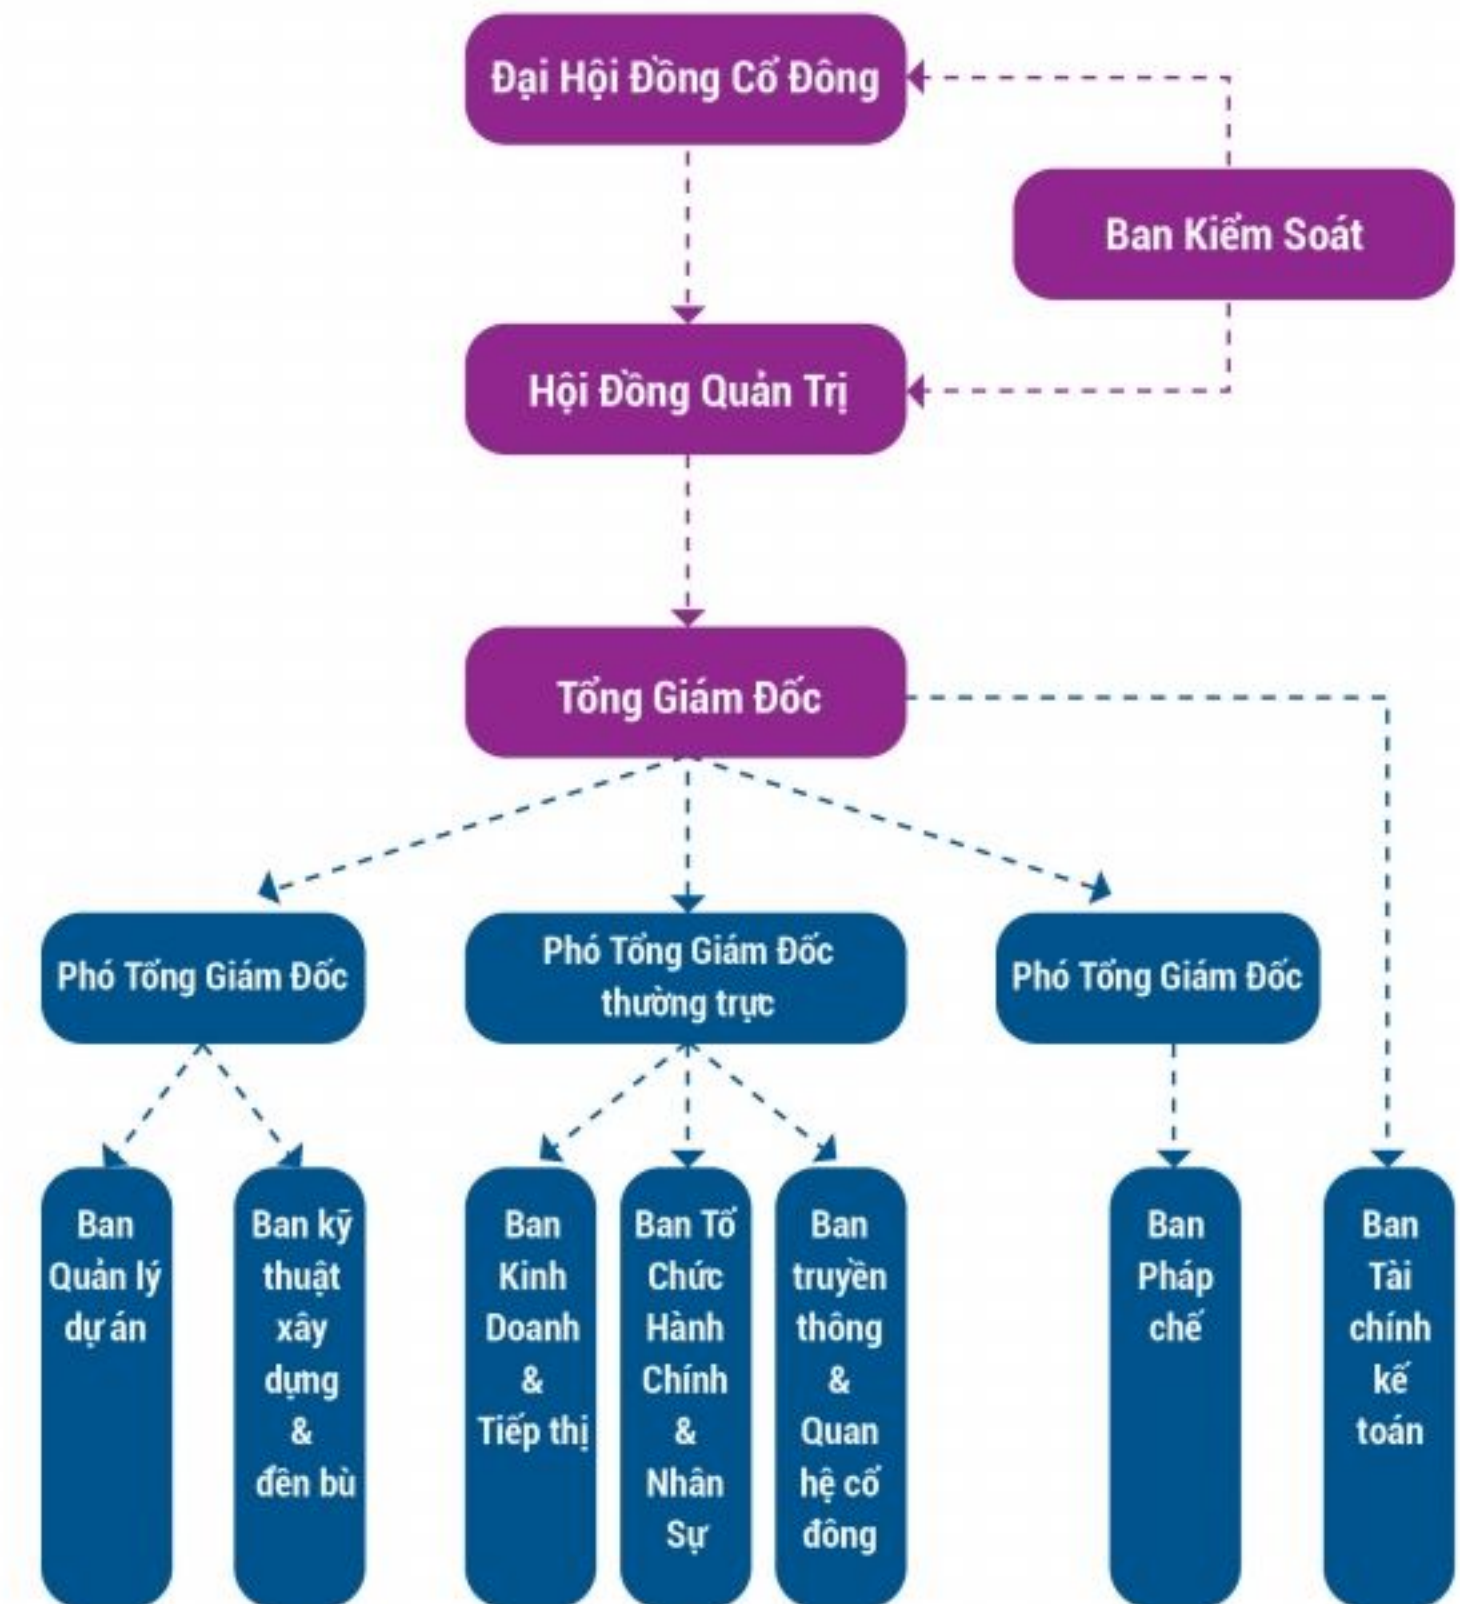 Đại Hội Đồng Cổ Đông
Ban Kiểm Soát
Hội Đồng Quản Trị
Tổng Giám Đốc
Phó Tổng Giám Đốc
Phó Tổng Giám Đốc
thường trực
Phó Tổng Giám Đốc
Ban
Quản lý
dự án
Ban kỹ
thuật
xây
dựng
&
đền bù
Ban
Kinh
Doanh
&
Tiếp thị
Ban Tổ
Chức
Hành
Chính
&
Nhân
Sự
Ban
truyền
thông
&
Quan
hệ cổ
đông
Ban
Pháp
chế
Ban
Tài
chính
kế
toán